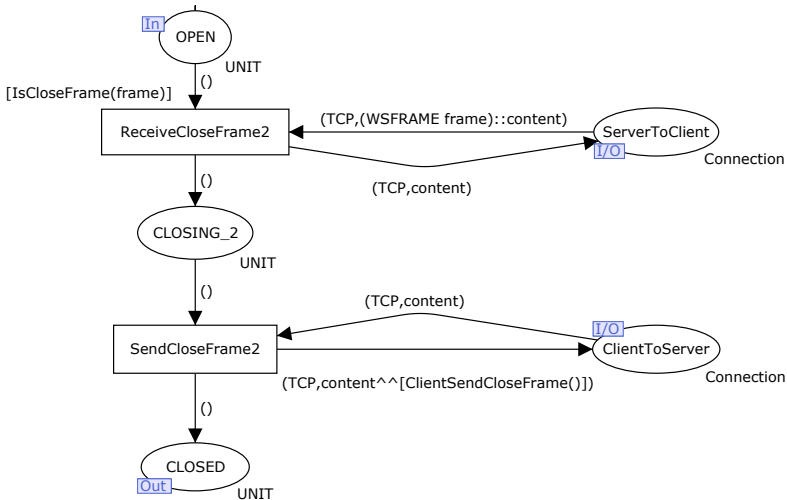 In
OPEN
UNIT
()
[IsCloseFrame(frame)]
ReceiveCloseFrame2
(TCP,(WSFRAME frame)::content)
ServerToClient
I/O
Connection
(TCP,content)
()
CLOSING_2
UNIT
()
(TCP,content)
I/O
SendCloseFrame2
ClientToServer
Connection
(TCP,content^^[ClientSendCloseFrame()])
()
CLOSED
Out
UNIT